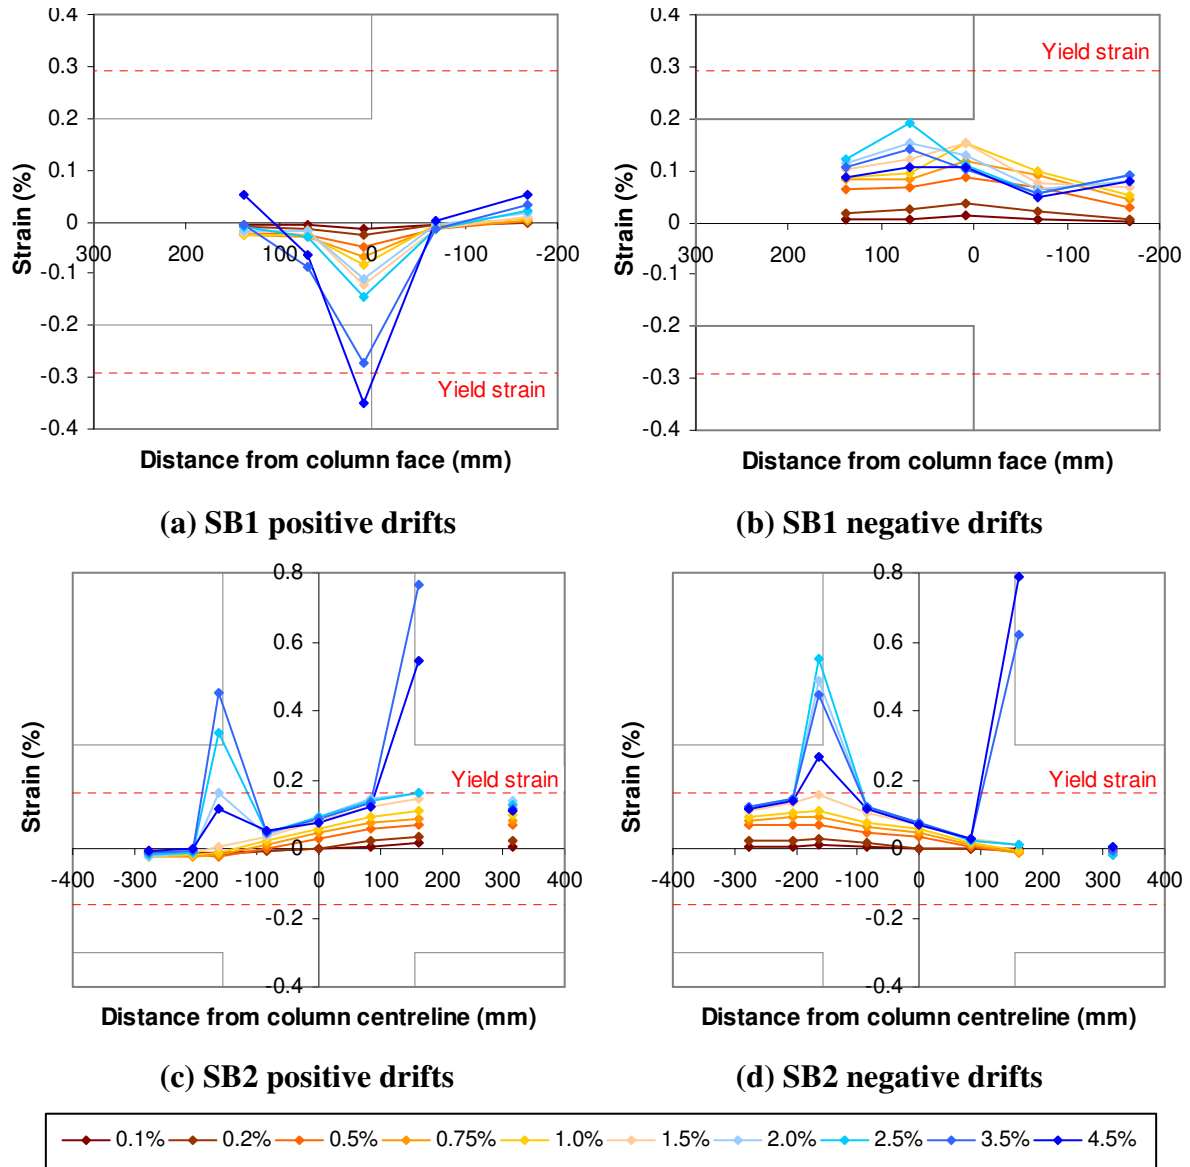 0.4
0.3
0.2
0.1
0
-0.1
-0.2
-0.3
-0.4
Strain (%)
300 200 100 0 -100 -200
Yield strain
Distance from column face (mm)
(a) SB1 positive drifts
0.4
0.3
0.2
0.1
0
-0.1
-0.2
-0.3
-0.4
Strain (%)
300 200 100 0 -100 -200
Yield strain
Distance from column face (mm)
(b) SB1 negative drifts
0.8
0.6
0.4
0.2
0
-0.2
-0.4
Strain (%)
-400 -300 -200 -100 0 100 200 300 400
Yield strain
Distance from column centreline (mm)
(c) SB2 positive drifts
0.8
0.6
0.4
0.2
0
-0.2
-0.4
Strain (%)
-400 -300 -200 -100 0 100 200 300 400
Yield strain
Distance from column centreline (mm)
(d) SB2 negative drifts
0.1% 0.2% 0.5% 0.75% 1.0% 1.5% 2.0% 2.5% 3.5% 4.5%